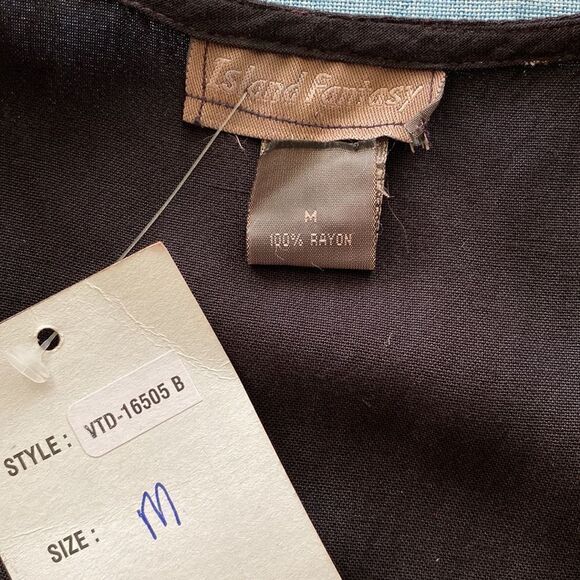 Island Fantasy
M
100% RAYON
STYLE : VTD-16505 B
SIZE : M